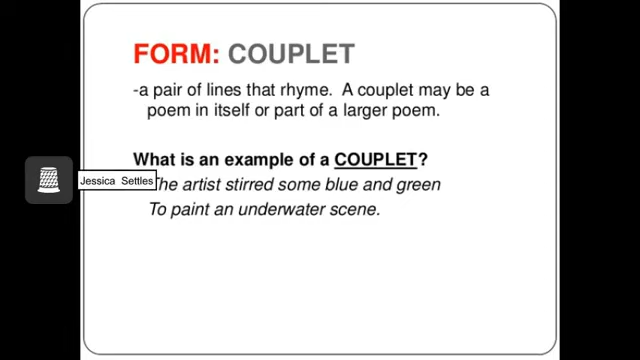 FORM: COUPLET
-a pair of lines that rhyme. A couplet may be a
poem in itself or part of a larger poem.
What is an example of a COUPLET?
Jessica Settles
The artist stirred some blue and green
To paint an underwater scene.